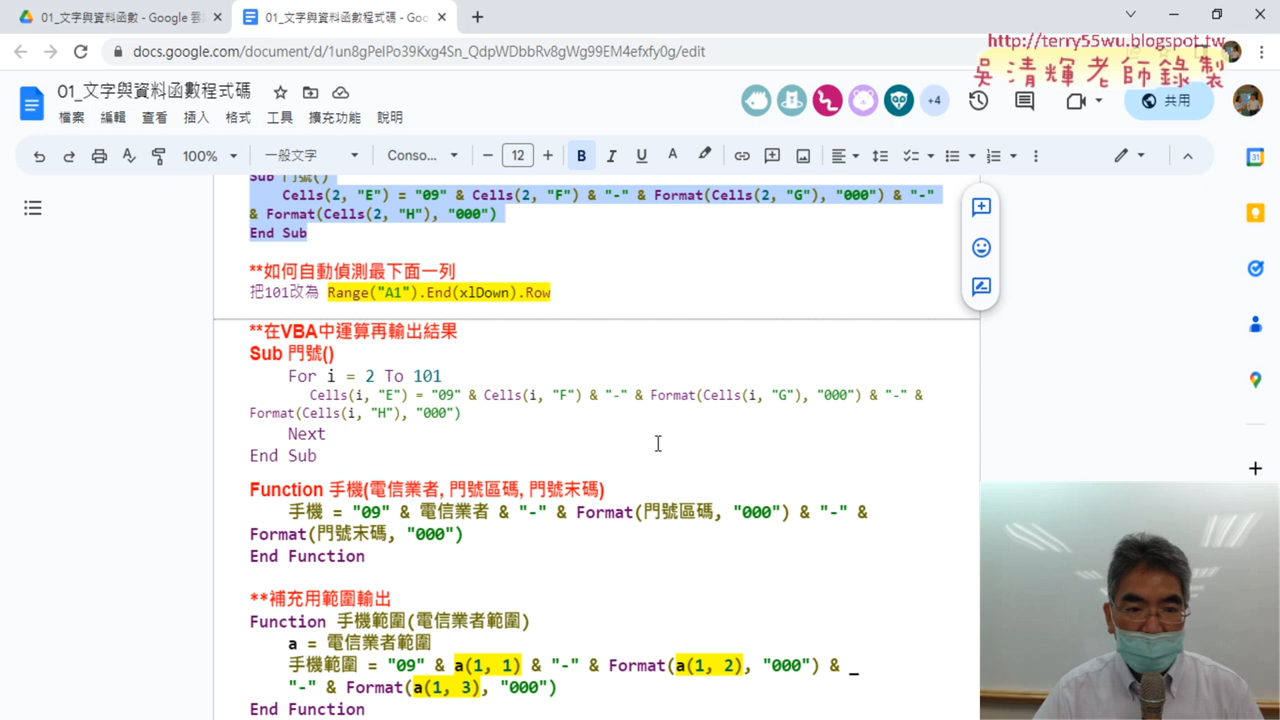 01_文字與資料函數 - Google 雲
01_文字與資料函數程式碼 - Goo
docs.google.com/document/d/1un8gPelPo39Kxg4Sn_QdpWDbbRv8gWg99EM4efxfy0g/edit
http://terry55wu.blogspot.tw
吳清輝老師錄製
01_文字與資料函數程式碼
檔案 編輯 查看 插入 格式 工具 擴充功能 說明
+4
共用
100% 一般文字 Conso... 12 B I U A
Sub 門號()
Cells(2, "E") = "09" & Cells(2, "F") & "-" & Format(Cells(2, "G"), "000") & "-"
& Format(Cells(2, "H"), "000")
End Sub
**如何自動偵測最下面一列
把101改為 Range("A1").End(xlDown).Row
**在VBA中運算再輸出結果
Sub 門號()
For i = 2 To 101
Cells(i, "E") = "09" & Cells(i, "F") & "-" & Format(Cells(i, "G"), "000") & "-" &
Format(Cells(i, "H"), "000")
Next
End Sub
Function 手機(電信業者, 門號區碼, 門號末碼)
手機 = "09" & 電信業者 & "-" & Format(門號區碼, "000") & "-" &
Format(門號末碼, "000")
End Function
**補充用範圍輸出
Function 手機範圍(電信業者範圍)
a = 電信業者範圍
手機範圍 = "09" & a(1, 1) & "-" & Format(a(1, 2), "000") & _
"-" & Format(a(1, 3), "000")
End Function